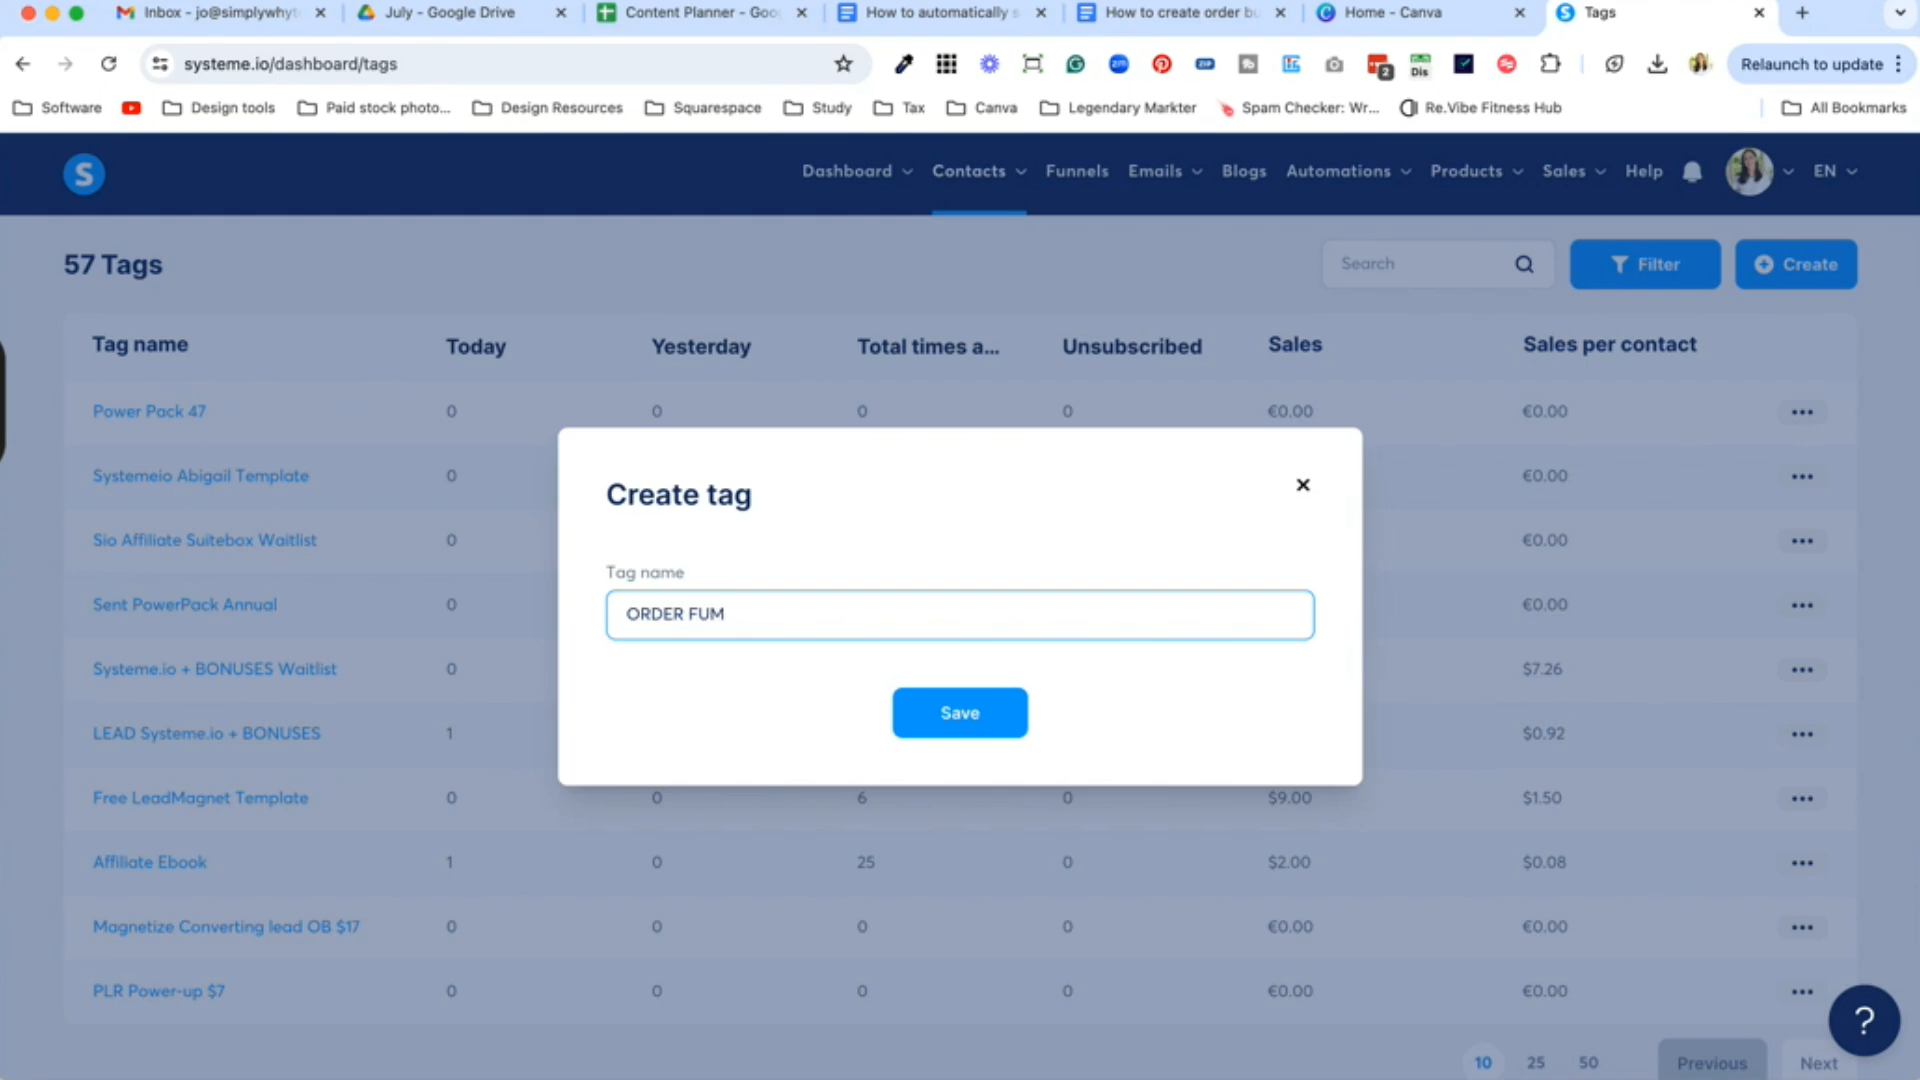 Inbox - jo@simplywhyt
July - Google Drive
Content Planner - Goo
How to automatically s
How to create order bu
Home - Canva
Tags
systeme.io/dashboard/tags
zm
ZIP
2
Dis
Relaunch to update
Software
Design tools
Paid stock photo...
Design Resources
Squarespace
Study
Tax
Canva
Legendary Markter
Spam Checker: Wr...
Re.Vibe Fitness Hub
All Bookmarks
S
Dashboard
Contacts
Funnels
Emails
Blogs
Automations
Products
Sales
Help
EN
57 Tags
Search
Filter
Create
Tag name Today Yesterday Total times a... Unsubscribed Sales Sales per contact
Power Pack 47 0 0 0 0 €0.00 €0.00
Systemeio Abigail Template 0 €0.00
Sio Affiliate Suitebox Waitlist 0 €0.00
Sent PowerPack Annual 0 €0.00
Systeme.io + BONUSES Waitlist 0 $7.26
LEAD Systeme.io + BONUSES 1 $0.92
Free LeadMagnet Template 0 0 6 0 $9.00 $1.50
Affiliate Ebook 1 0 25 0 $2.00 $0.08
Magnetize Converting lead OB $17 0 0 0 0 €0.00 €0.00
PLR Power-up $7 0 0 0 0 €0.00 €0.00
Create tag
Tag name
ORDER FUM
Save
10 25 50 Previous Next
?